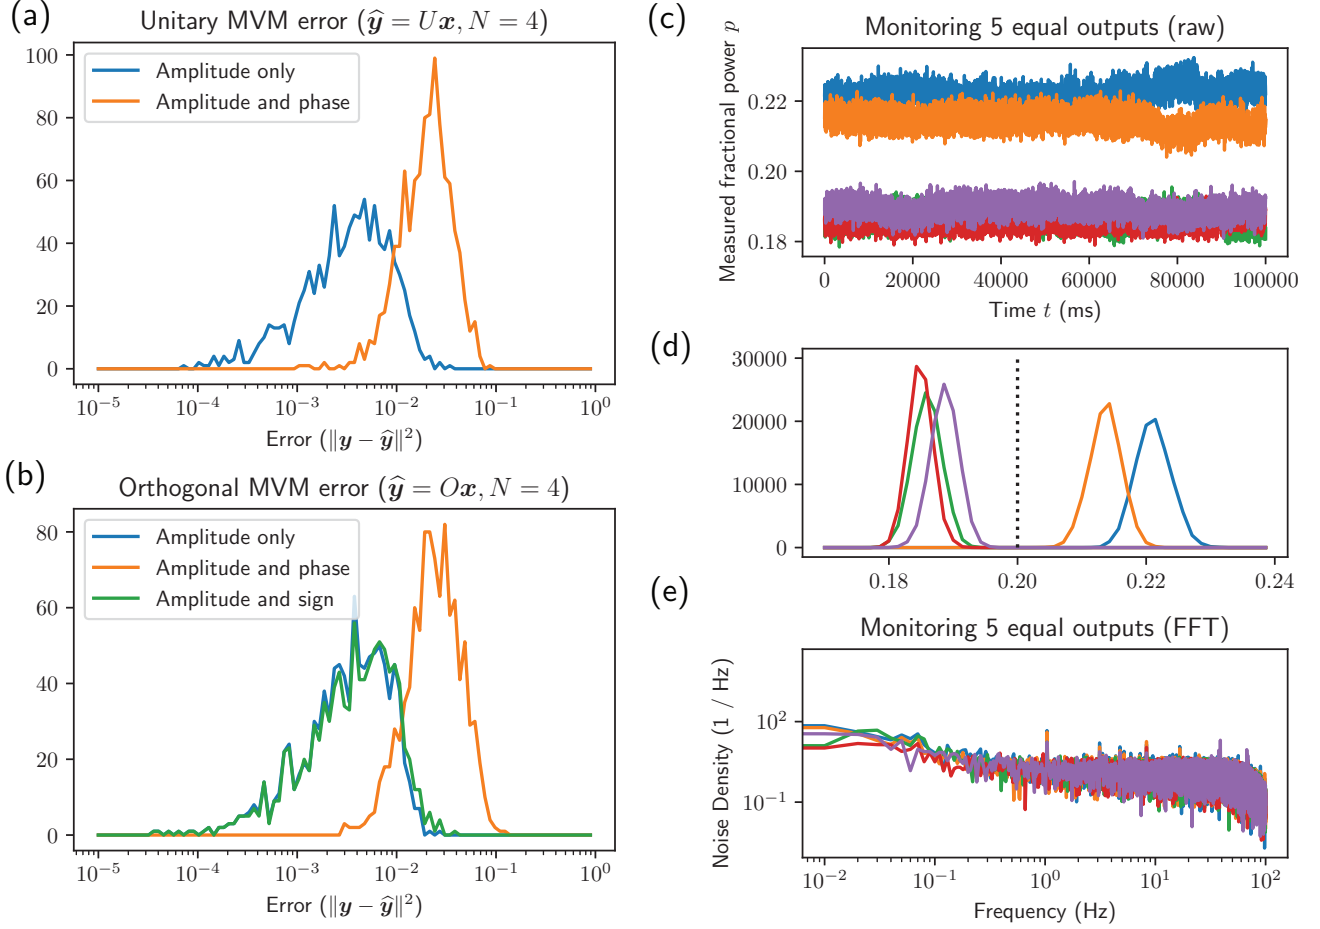 (a)
Unitary MVM error (ŷ = Ux, N = 4)
Amplitude only
Amplitude and phase
100
80
60
40
20
0
10⁻⁵ 10⁻⁴ 10⁻³ 10⁻² 10⁻¹ 10⁰
Error (‖y − ŷ‖²)
(b)
Orthogonal MVM error (ŷ = Ox, N = 4)
Amplitude only
Amplitude and phase
Amplitude and sign
80
60
40
20
0
10⁻⁵ 10⁻⁴ 10⁻³ 10⁻² 10⁻¹ 10⁰
Error (‖y − ŷ‖²)
(c)
Monitoring 5 equal outputs (raw)
Measured fractional power p
0.22
0.20
0.18
0 20000 40000 60000 80000 100000
Time t (ms)
(d)
30000
20000
10000
0
0.18 0.20 0.22 0.24
(e)
Monitoring 5 equal outputs (FFT)
Noise Density (1 / Hz)
10²
10⁻¹
10⁻² 10⁻¹ 10⁰ 10¹ 10²
Frequency (Hz)